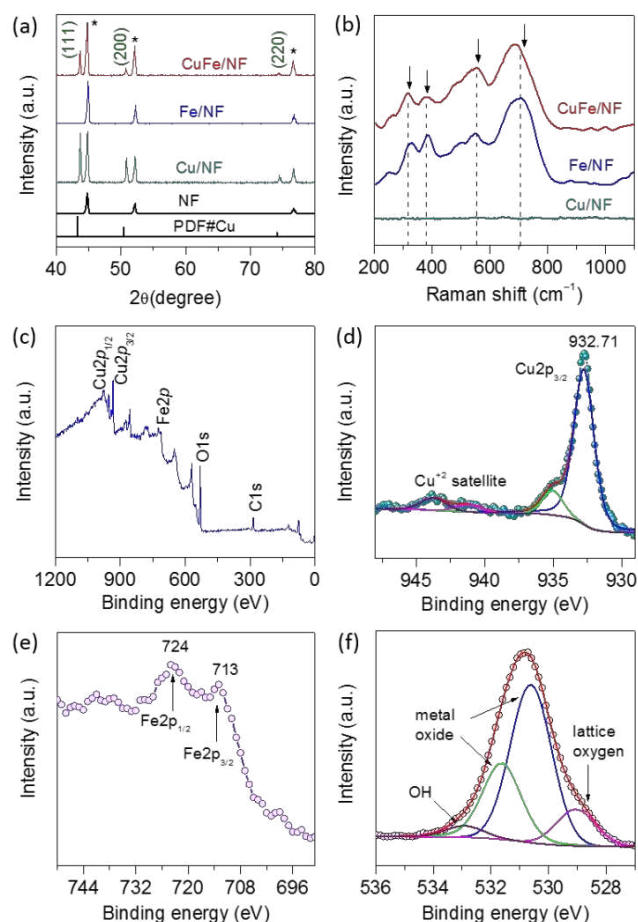 (a)
(111)
*
(200)
*
(220)
*
CuFe/NF
Fe/NF
Cu/NF
NF
PDF#Cu
Intensity (a.u.)
30 40 50 60 70 80
2θ(degree)
(b)
CuFe/NF
Fe/NF
Cu/NF
Intensity (a.u.)
200 400 600 800 1000
Raman shift (cm⁻¹)
(c)
Cu2p1/2
Cu2p3/2
Fe2p
O1s
C1s
Intensity (a.u.)
1200 900 600 300 0
Binding energy (eV)
(d)
932.71
Cu2p3/2
Cu⁺² satellite
Intensity (a.u.)
945 940 935 930
Binding energy (eV)
(e)
724
713
Fe2p1/2
Fe2p3/2
Intensity (a.u.)
744 732 720 708 696
Binding energy (eV)
(f)
metal
oxide
lattice
oxygen
OH
Intensity (a.u.)
536 534 532 530 528
Binding energy (eV)